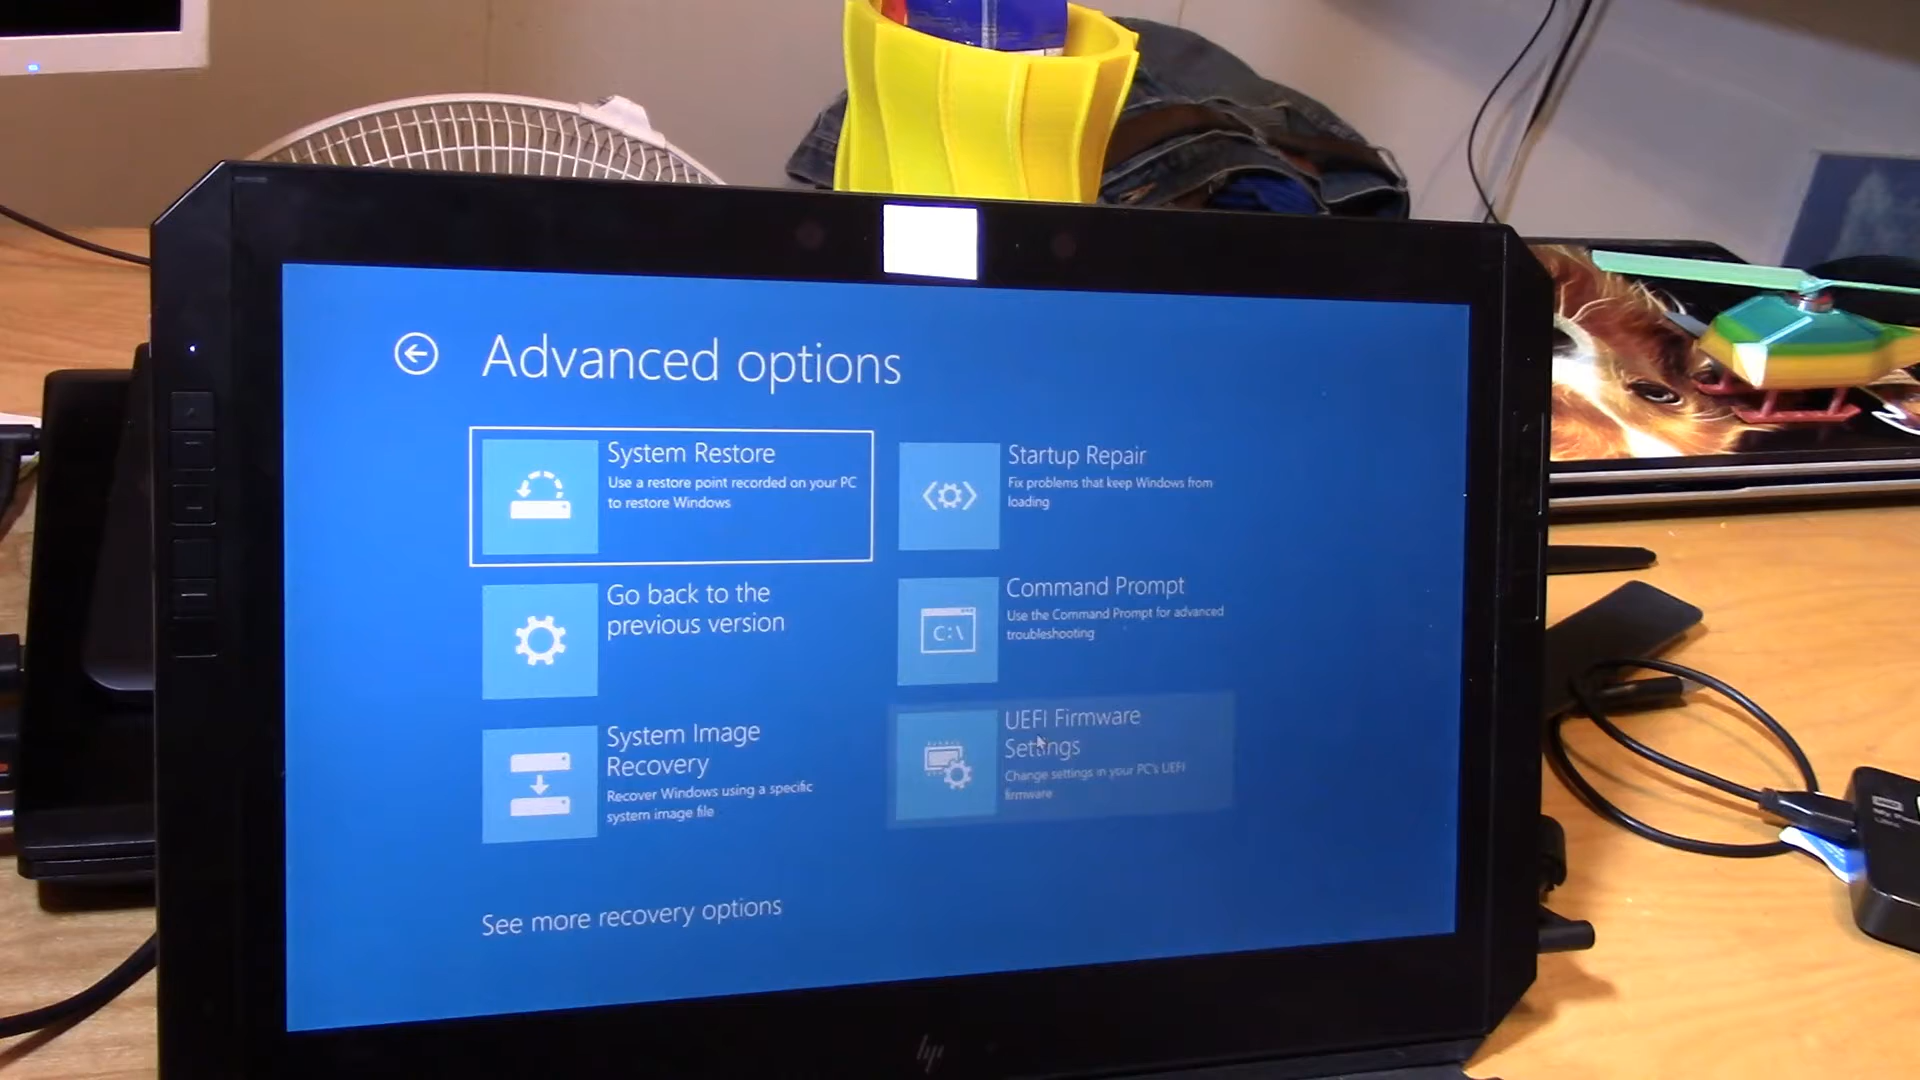 Advanced options
System Restore
Use a restore point recorded on your PC
to restore Windows
Startup Repair
Fix problems that keep Windows from
loading
Go back to the
previous version
Command Prompt
Use the Command Prompt for advanced
troubleshooting
C:\
System Image
Recovery
Recover Windows using a specific
system image file
UEFI Firmware
Settings
Change settings in your PC's UEFI
firmware
See more recovery options
hp